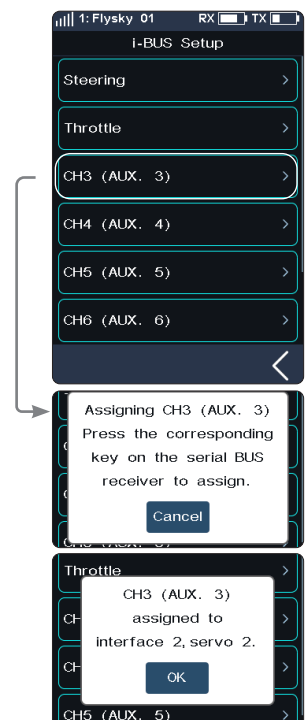 1: Flysky 01 RX TX
i-BUS Setup
Steering
Throttle
CH3 (AUX. 3)
CH4 (AUX. 4)
CH5 (AUX. 5)
CH6 (AUX. 6)
Assigning CH3 (AUX. 3)
Press the corresponding
key on the serial BUS
receiver to assign.
Cancel
Throttle
CH
CH3 (AUX. 3)
assigned to
interface 2, servo 2.
CH
OK
CH5 (AUX. 5)